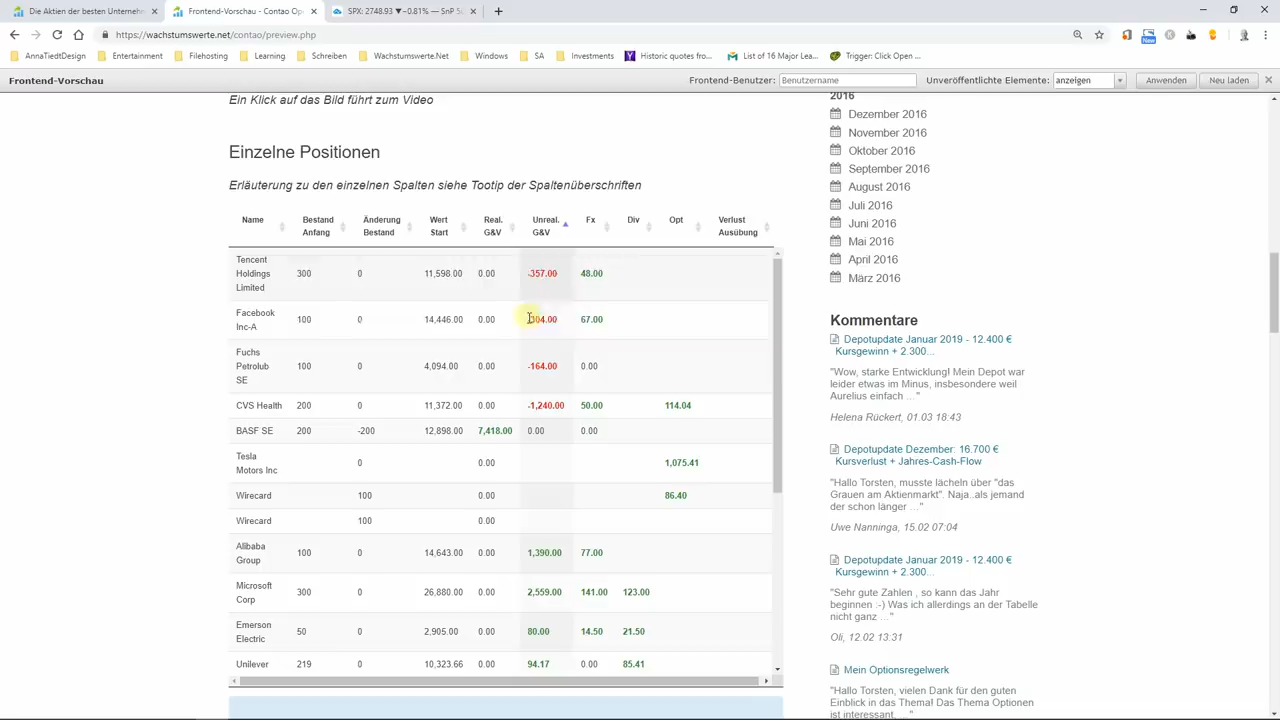 Die Aktien der besten Unternehm
Frontend-Vorschau - Contao Op
SPX: 2748.93 ▼−0.81% — SnP 5
https://wachstumswerte.net/contao/preview.php
New
AnnaTiedtDesign
Entertainment
Filehosting
Learning
Schreiben
Wachstumswerte.Net
Windows
SA
Investments
Historic quotes fro...
List of 16 Major Lea...
Trigger: Click Open ...
Frontend-Vorschau
Frontend-Benutzer:
Benutzername
Unveröffentlichte Elemente:
anzeigen
Anwenden
Neu laden
Ein Klick auf das Bild führt zum Video
Einzelne Positionen
Erläuterung zu den einzelnen Spalten siehe Tootip der Spaltenüberschriften
Name Bestand Anfang Änderung Bestand Wert Start Real. G&V Unreal. G&V Fx Div Opt Verlust Ausübung
Tencent Holdings Limited 300 0 11,598.00 0.00 -357.00 48.00
Facebook Inc-A 100 0 14,446.00 0.00 04.00 67.00
Fuchs Petrolub SE 100 0 4,094.00 0.00 -164.00 0.00
CVS Health 200 0 11,372.00 0.00 -1,240.00 50.00 114.04
BASF SE 200 -200 12,898.00 7,418.00 0.00 0.00
Tesla Motors Inc 0 0.00 1,075.41
Wirecard 100 0.00 86.40
Wirecard 100 0.00
Alibaba Group 100 0 14,643.00 0.00 1,390.00 77.00
Microsoft Corp 300 0 26,880.00 0.00 2,559.00 141.00 123.00
Emerson Electric 50 0 2,905.00 0.00 80.00 14.50 21.50
Unilever 219 0 10,323.66 0.00 94.17 0.00 85.41
2016
Dezember 2016
November 2016
Oktober 2016
September 2016
August 2016
Juli 2016
Juni 2016
Mai 2016
April 2016
März 2016
Kommentare
Depotupdate Januar 2019 - 12.400 €
Kursgewinn + 2.300...
"Wow, starke Entwicklung! Mein Depot war
leider etwas im Minus, insbesondere weil
Aurelius einfach ..."
Helena Rückert, 01.03 18:43
Depotupdate Dezember: 16.700 €
Kursverlust + Jahres-Cash-Flow
"Hallo Torsten, musste lächeln über "das
Grauen am Aktienmarkt". Naja..als jemand
der schon länger ..."
Uwe Nanninga, 15.02 07:04
Depotupdate Januar 2019 - 12.400 €
Kursgewinn + 2.300...
"Sehr gute Zahlen , so kann das Jahr
beginnen :-) Was ich allerdings an der Tabelle
nicht ganz ..."
Oli, 12.02 13:31
Mein Optionsregelwerk
"Hallo Torsten, vielen Dank für den guten
Einblick in das Thema! Das Thema Optionen
ist interessant, ...